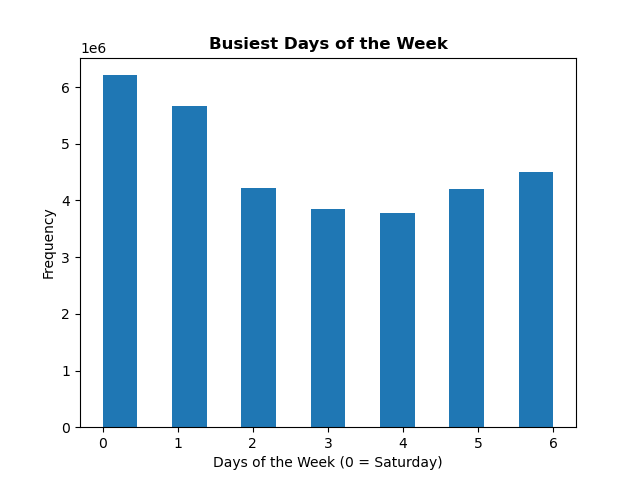 Busiest Days of the Week
1e6
6
5
4
3
2
1
0
Frequency
0 1 2 3 4 5 6
Days of the Week (0 = Saturday)